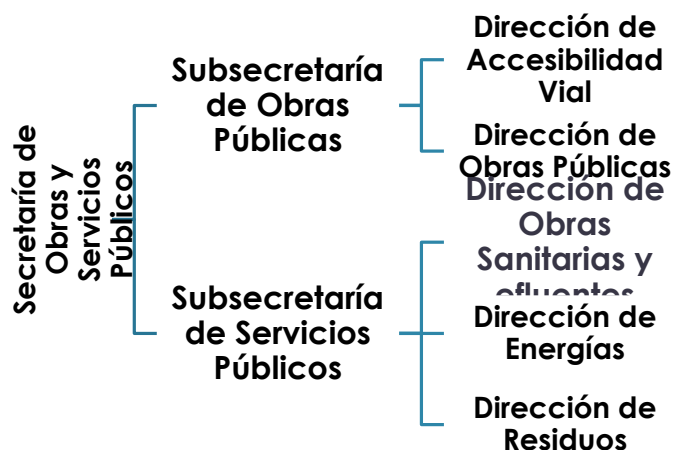 Secretaría de
Obras y
Servicios
Públicos
Subsecretaría
de Obras
Públicas
Dirección de
Accesibilidad
Vial
Dirección de
Obras Públicas
Subsecretaría
de Servicios
Públicos
Dirección de
Obras
Sanitarias y
efluentes
Dirección de
Energías
Dirección de
Residuos